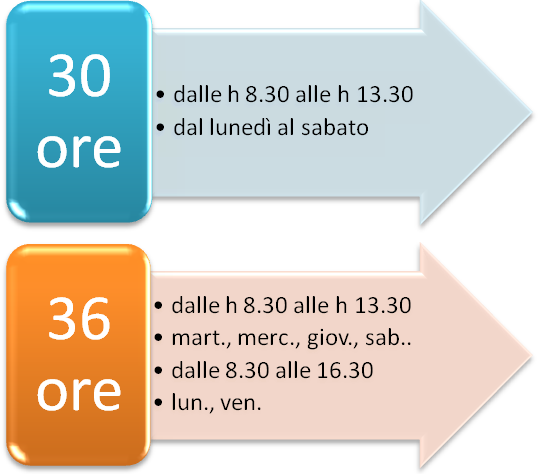 30
ore
• dalle h 8.30 alle h 13.30
• dal lunedì al sabato
36
ore
• dalle h 8.30 alle h 13.30
• mart., merc., giov., sab..
• dalle 8.30 alle 16.30
• lun., ven.